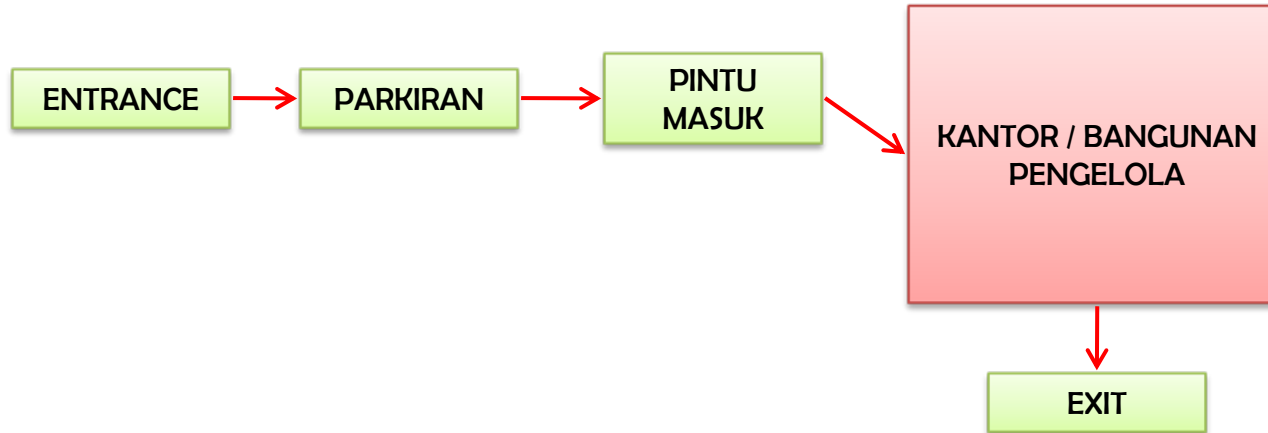 ENTRANCE
PARKIRAN
PINTU
MASUK
KANTOR / BANGUNAN
PENGELOLA
EXIT